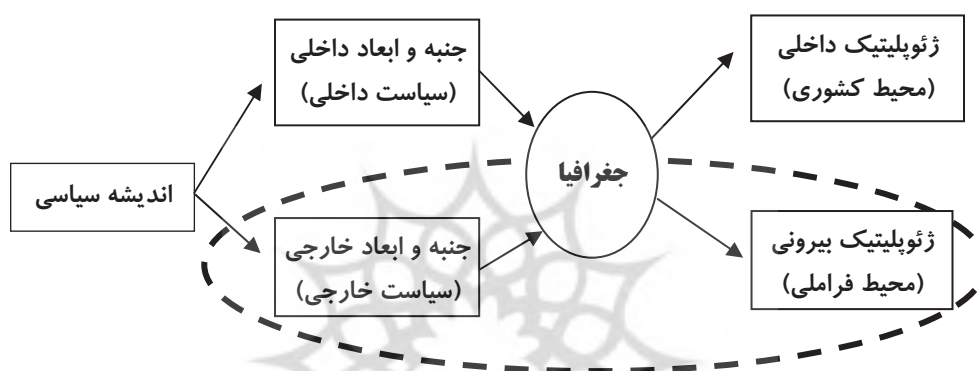 اندیشه سیاسی
جنبه و ابعاد داخلی
(سیاست داخلی)
جنبه و ابعاد خارجی
(سیاست خارجی)
جغرافیا
ژئوپلیتیک داخلی
(محیط کشوری)
ژئوپلیتیک بیرونی
(محیط فراملی)